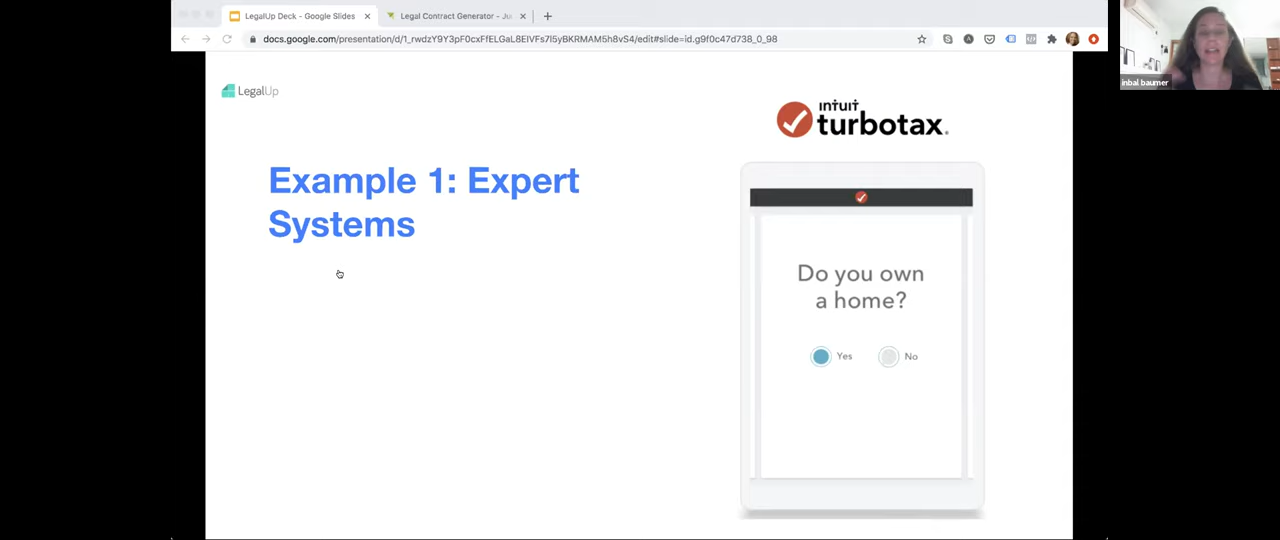 LegalUp Deck - Google Slides
Legal Contract Generator - Ju
docs.google.com/presentation/d/1_rwdzY9Y3pF0cxFfELGaL8EIVFs7l5yBKRMAM5h8vS4/edit#slide=id.g9f0c47d738_0_98
inbal baumer
LegalUp
intuit
turbotax.
Example 1: Expert
Systems
Do you own
a home?
Yes No